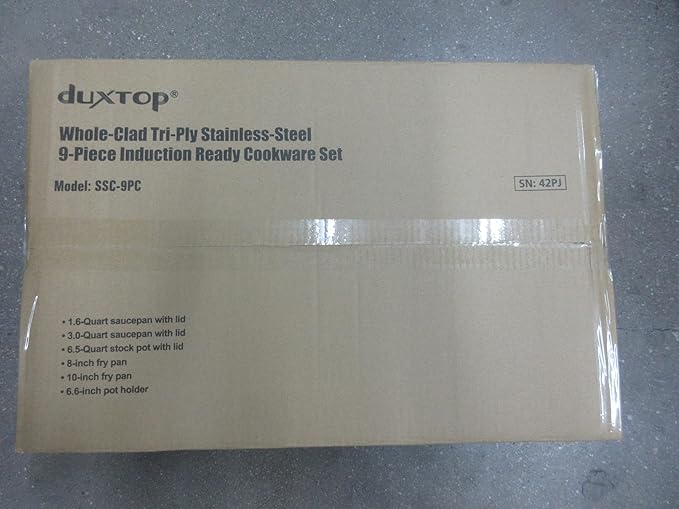 duxtop®
Whole-Clad Tri-Ply Stainless-Steel
9-Piece Induction Ready Cookware Set
Model: SSC-9PC
SN: 42PJ
• 1.6-Quart saucepan with lid
• 3.0-Quart saucepan with lid
• 6.5-Quart stock pot with lid
• 8-inch fry pan
• 10-inch fry pan
• 6.6-inch pot holder